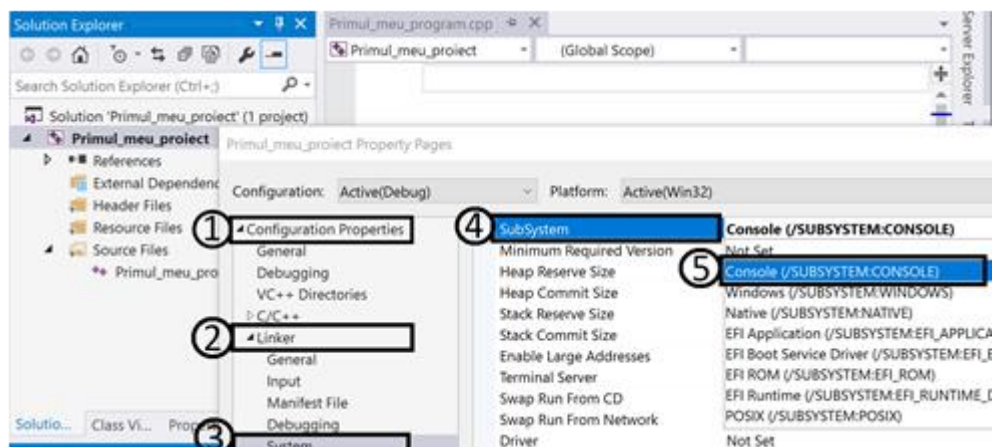 Solution Explorer
Search Solution Explorer (Ctrl+;)
Solution 'Primul_meu_proiect' (1 project)
Primul_meu_proiect
References
External Dependenc
Header Files
Resource Files
Source Files
Primul_meu_pro
Solutio... Class Vi... Prop
Primul_meu_program.cpp
Primul_meu_proiect (Global Scope)
Server Explorer
Primul_meu_proiect Property Pages
Configuration: Active(Debug) Platform: Active(Win32)
1 Configuration Properties
General
Debugging
VC++ Directories
C/C++
2 Linker
General
Input
Manifest File
Debugging
3 System
4 SubSystem Console (/SUBSYSTEM:CONSOLE)
Minimum Required Version Not Set
Heap Reserve Size 5 Console (/SUBSYSTEM:CONSOLE)
Heap Commit Size Windows (/SUBSYSTEM:WINDOWS)
Stack Reserve Size Native (/SUBSYSTEM:NATIVE)
Stack Commit Size EFI Application (/SUBSYSTEM:EFI_APPLICA
Enable Large Addresses EFI Boot Service Driver (/SUBSYSTEM:EFI_B
Terminal Server EFI ROM (/SUBSYSTEM:EFI_ROM)
Swap Run From CD EFI Runtime (/SUBSYSTEM:EFI_RUNTIME_D
Swap Run From Network POSIX (/SUBSYSTEM:POSIX)
Driver Not Set